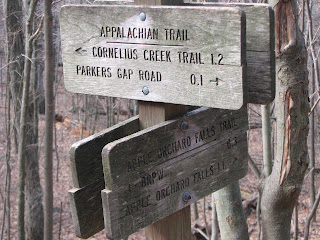 APPALACHIAN TRAIL
← CORNELIUS CREEK TRAIL 1.2
PARKERS GAP ROAD 0.1 →
APPLE ORCHARD FALLS TRAIL
← BRPW
APPLE ORCHARD FALLS 1.1